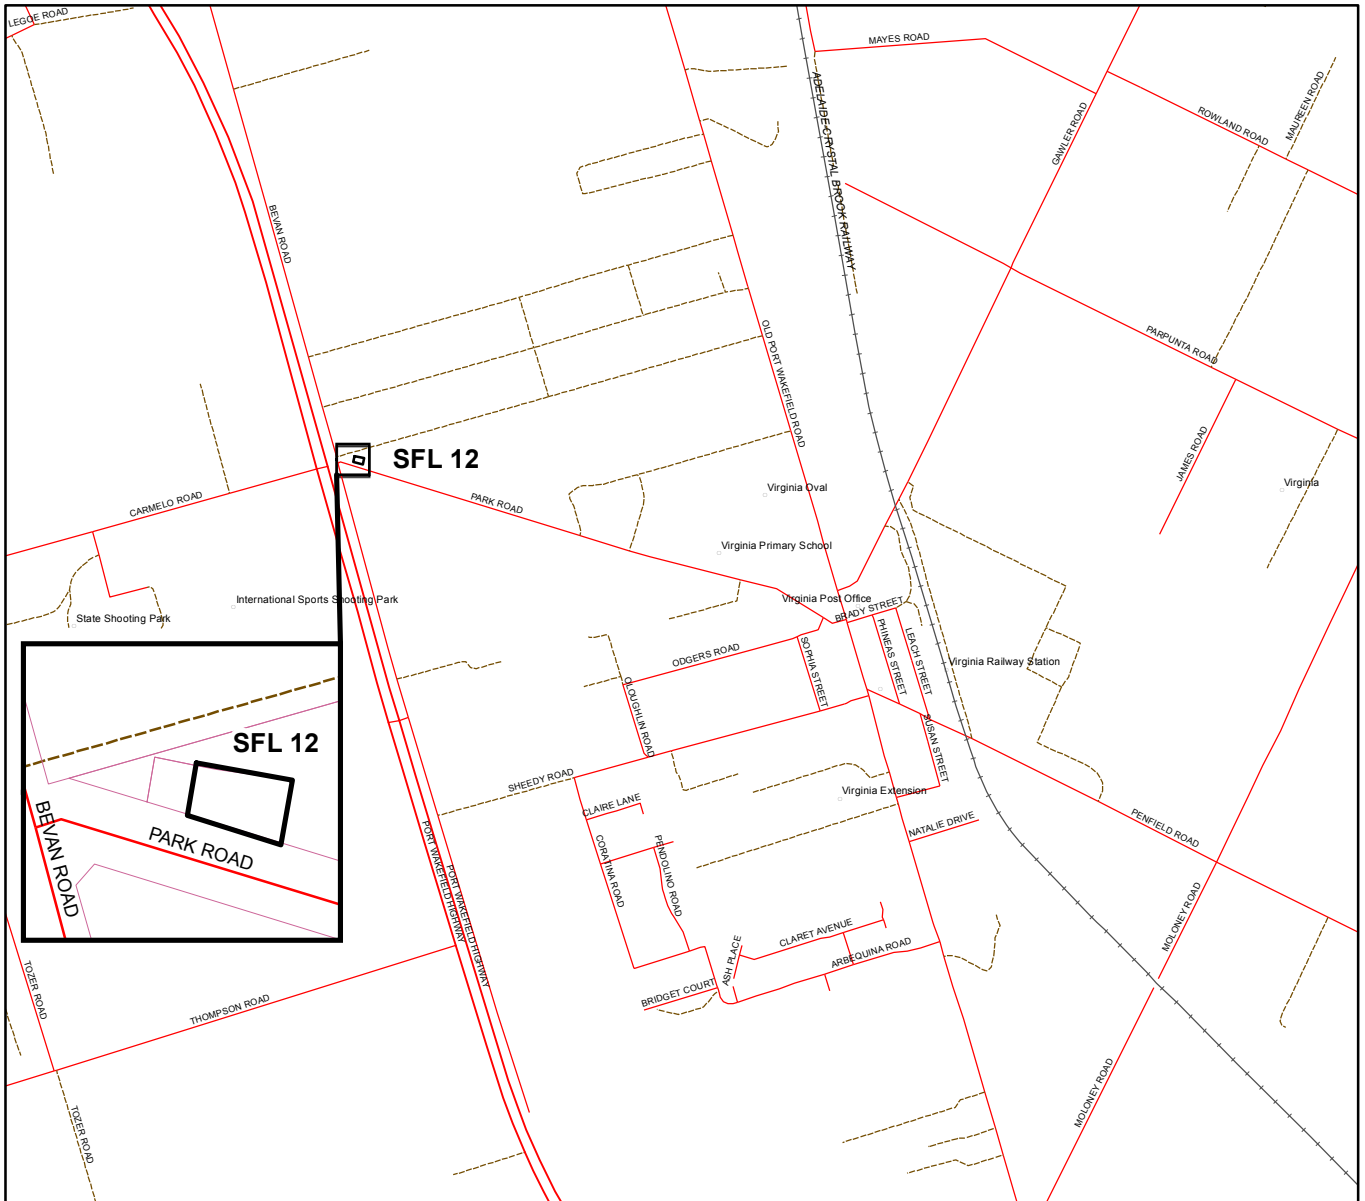 LEGOE ROAD
MAYES ROAD
ADELAIDE-CRYSTAL BROOK RAILWAY
GAWLER ROAD
ROWLAND ROAD
MAUREEN ROAD
BEVAN ROAD
OLD PORT WAKEFIELD ROAD
PARPUNTA ROAD
JAMES ROAD
SFL 12
CARMELO ROAD
PARK ROAD
Virginia Oval
Virginia
Virginia Primary School
International Sports Shooting Park
State Shooting Park
Virginia Post Office
BRADY STREET
PHINEAS STREET
LEACH STREET
ODGERS ROAD
SOPHIA STREET
Virginia Railway Station
OLOUGHLIN ROAD
SUSAN STREET
SHEEDY ROAD
Virginia Extension
CLAIRE LANE
NATALIE DRIVE
PENFIELD ROAD
CORATINA ROAD
PENDOLINO ROAD
PORT WAKEFIELD HIGHWAY
PORT WAKEFIELD HIGHWAY
SFL 12
BEVAN ROAD
PARK ROAD
MOLONEY ROAD
CLARET AVENUE
ASH PLACE
ARBEQUINA ROAD
BRIDGET COURT
TOZER ROAD
THOMPSON ROAD
MOLONEY ROAD
TOZER ROAD